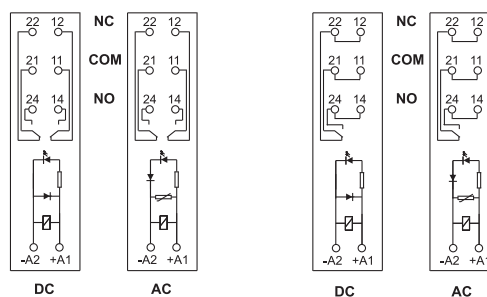 22 12 NC 22 12
21 11 COM 21 11
24 14 NO 24 14
-A2 +A1 -A2 +A1
DC AC
22 12 NC 22 12
21 11 COM 21 11
24 14 NO 24 14
-A2 +A1 -A2 +A1
DC AC